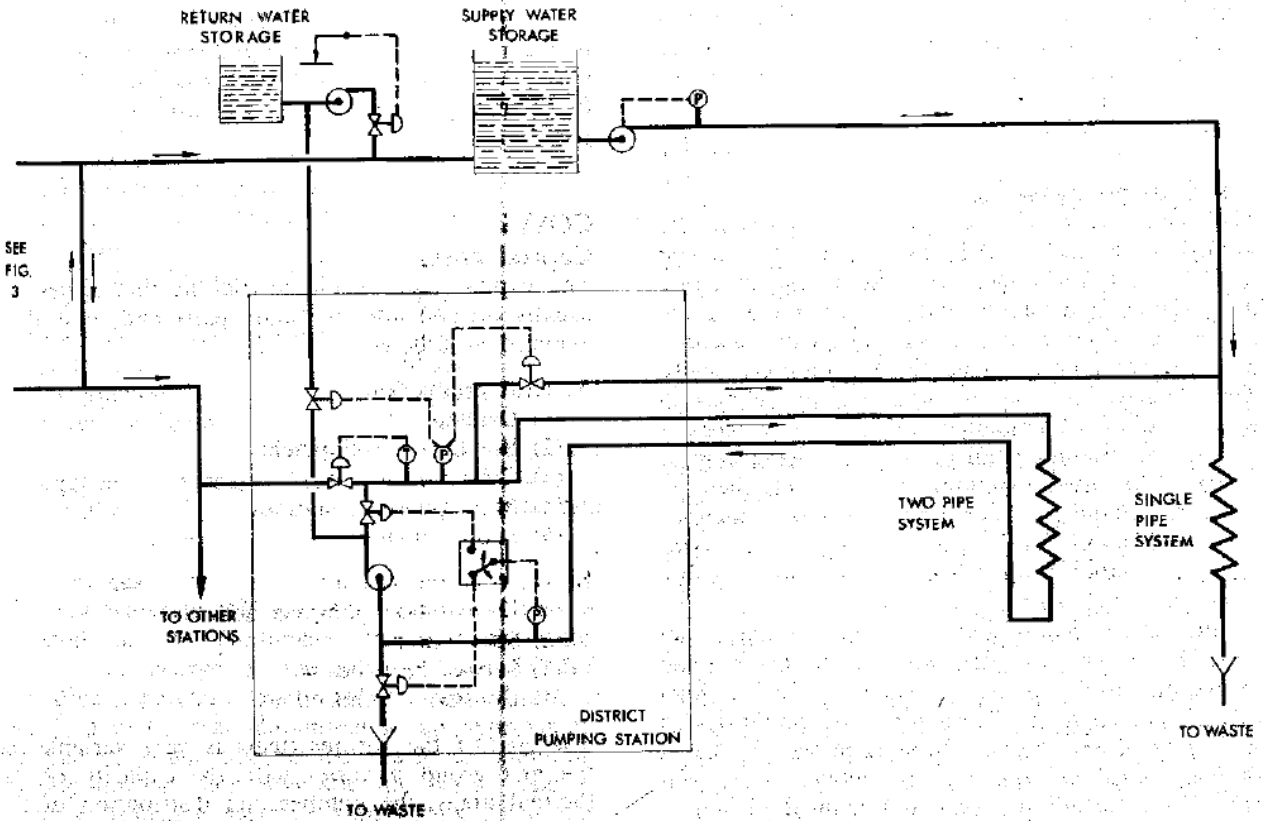 RETURN WATER
STORAGE
SUPPLY WATER
STORAGE
P
SEE
FIG.
3
T
P
TWO PIPE
SYSTEM
SINGLE
PIPE
SYSTEM
TO OTHER
STATIONS
P
DISTRICT
PUMPING STATION
TO WASTE
TO WASTE